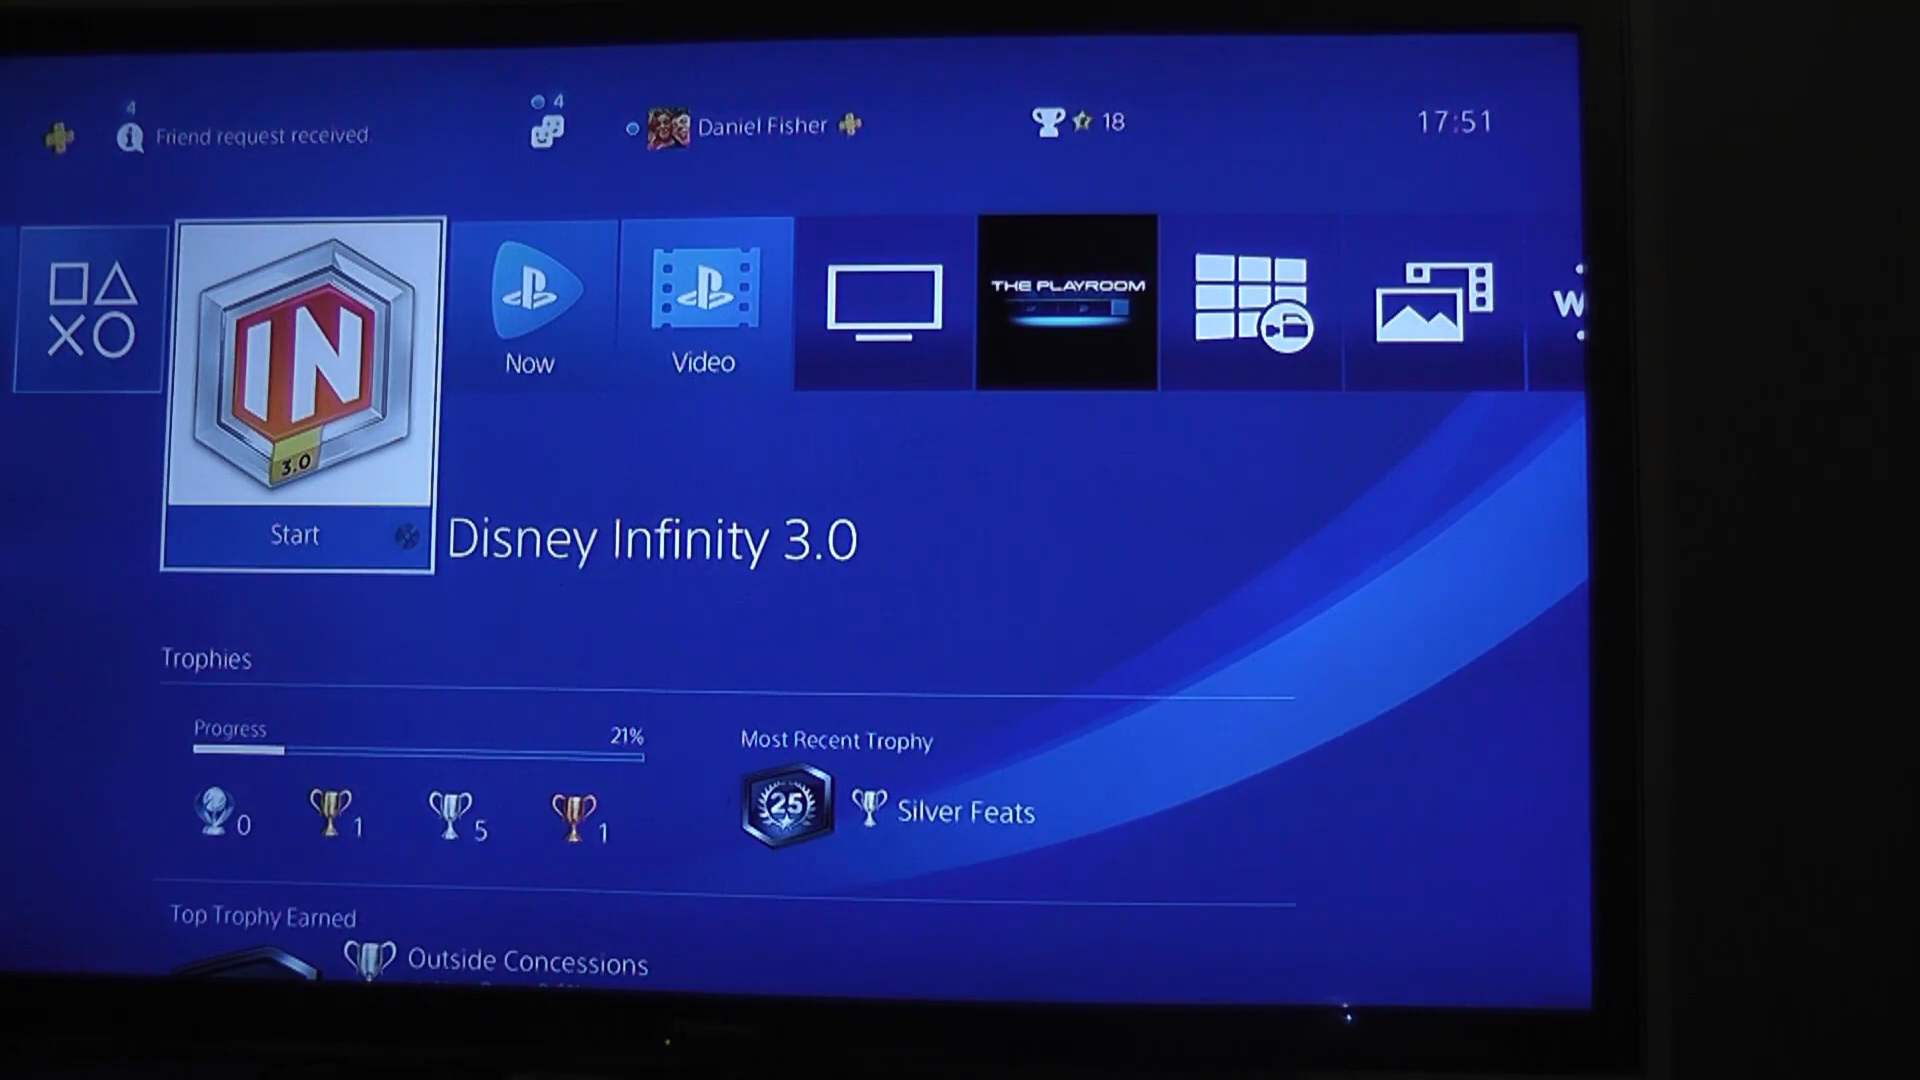 4
Friend request received.
4
Daniel Fisher
18
17:51
IN
3.0
Now
Video
THE PLAYROOM
W
Start
Disney Infinity 3.0
Trophies
Progress
21%
0
1
5
1
Most Recent Trophy
25
Silver Feats
Top Trophy Earned
Outside Concessions